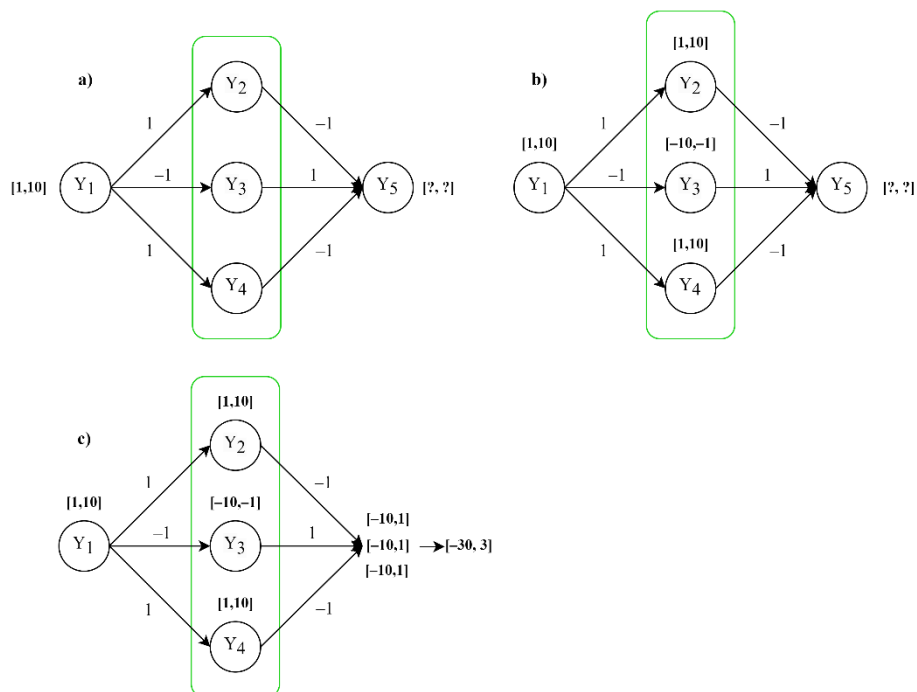 a)
Y2
1
–1
[1,10] Y1 –1 Y3 1 Y5 [?, ?]
1
–1
Y4
b)
[1,10]
Y2
1
–1
[1,10]
[–10,–1]
Y1 –1 Y3 1 Y5 [?, ?]
[1,10]
1
–1
Y4
c)
[1,10]
Y2
1
–1
[1,10]
[–10,–1]
[–10,1]
Y1 –1 Y3 1 [–10,1] [–30, 3]
[–10,1]
[1,10]
1
–1
Y4